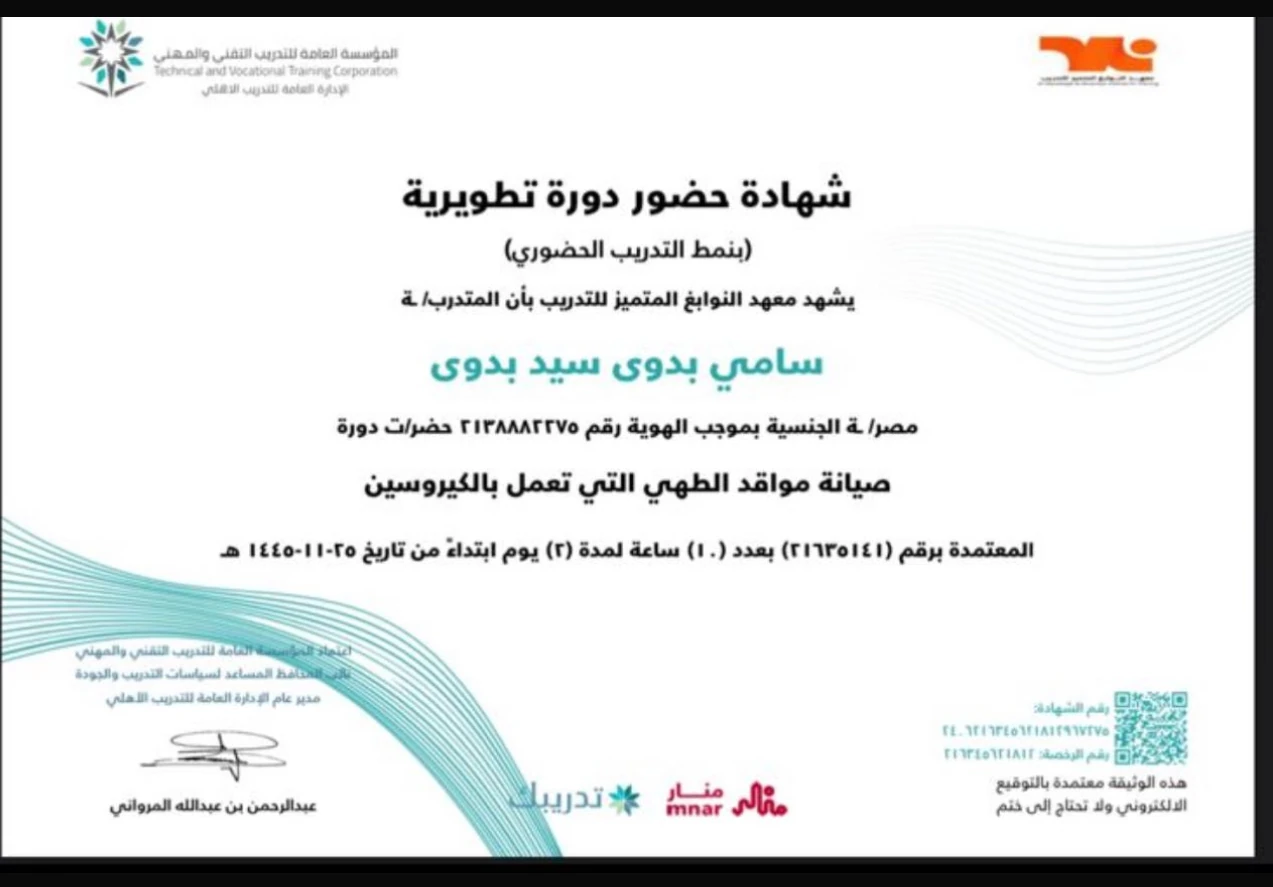 المؤسسة العامة للتدريب التقني والمهني
Technical and Vocational Training Corporation
الإدارة العامة للتدريب الاهلي
شهادة حضور دورة تطويرية
(بنمط التدريب الحضوري)
يشهد معهد النوابغ المتميز للتدريب بأن المتدرب/ـة
سامي بدوى سيد بدوى
مصر/ـة الجنسية بموجب الهوية رقم ٢١٣٨٨٨٢٢٧٥ حضر/ت دورة
صيانة مواقد الطهي التي تعمل بالكيروسين
المعتمدة برقم (٢١٦٣٥١٤١) بعدد (١٠) ساعة لمدة (٢) يوم ابتداءً من تاريخ ٢٥-١١-١٤٤٥ هـ
اعتماد المؤسسة العامة للتدريب التقني والمهني
نائب المحافظ المساعد لسياسات التدريب والجودة
مدير عام الإدارة العامة للتدريب الأهلي
عبدالرحمن بن عبدالله المرواني
تدريبك
منار
mnar
رقم الشهادة:
رقم الرخصة: ٢١٦٣٤٥٦٢١٨١٢
هذه الوثيقة معتمدة بالتوقيع
الالكتروني ولا تحتاج إلى ختم